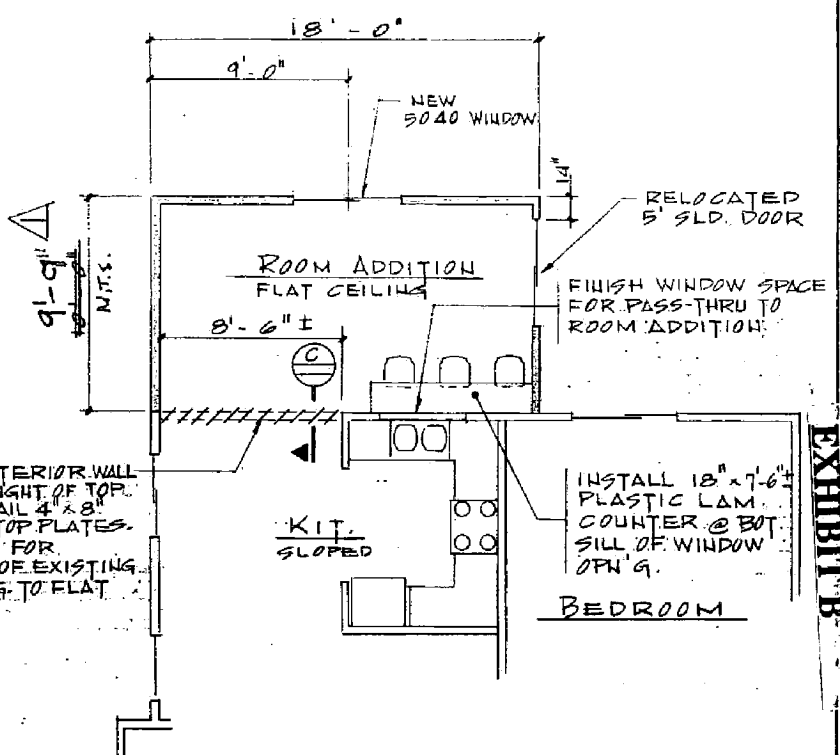 18'-0"
9'-0"
NEW
5040 WINDOW
14"
RELOCATED
5' SLD. DOOR
9'-9"
N.T.S.
ROOM ADDITION
FLAT CEILING
FINISH WINDOW SPACE
FOR PASS-THRU TO
ROOM ADDITION
8'-6" ±
C
TERIOR WALL
IGHT OF TOP
AIL 4" x 8"
TOP PLATES.
FOR
OF EXISTING
G. TO FLAT
KIT.
SLOPED
INSTALL 18" x 7'-6" ±
PLASTIC LAM
COUNTER @ BOT
SILL OF WINDOW
OPN'G.
BEDROOM
EXHIBIT B